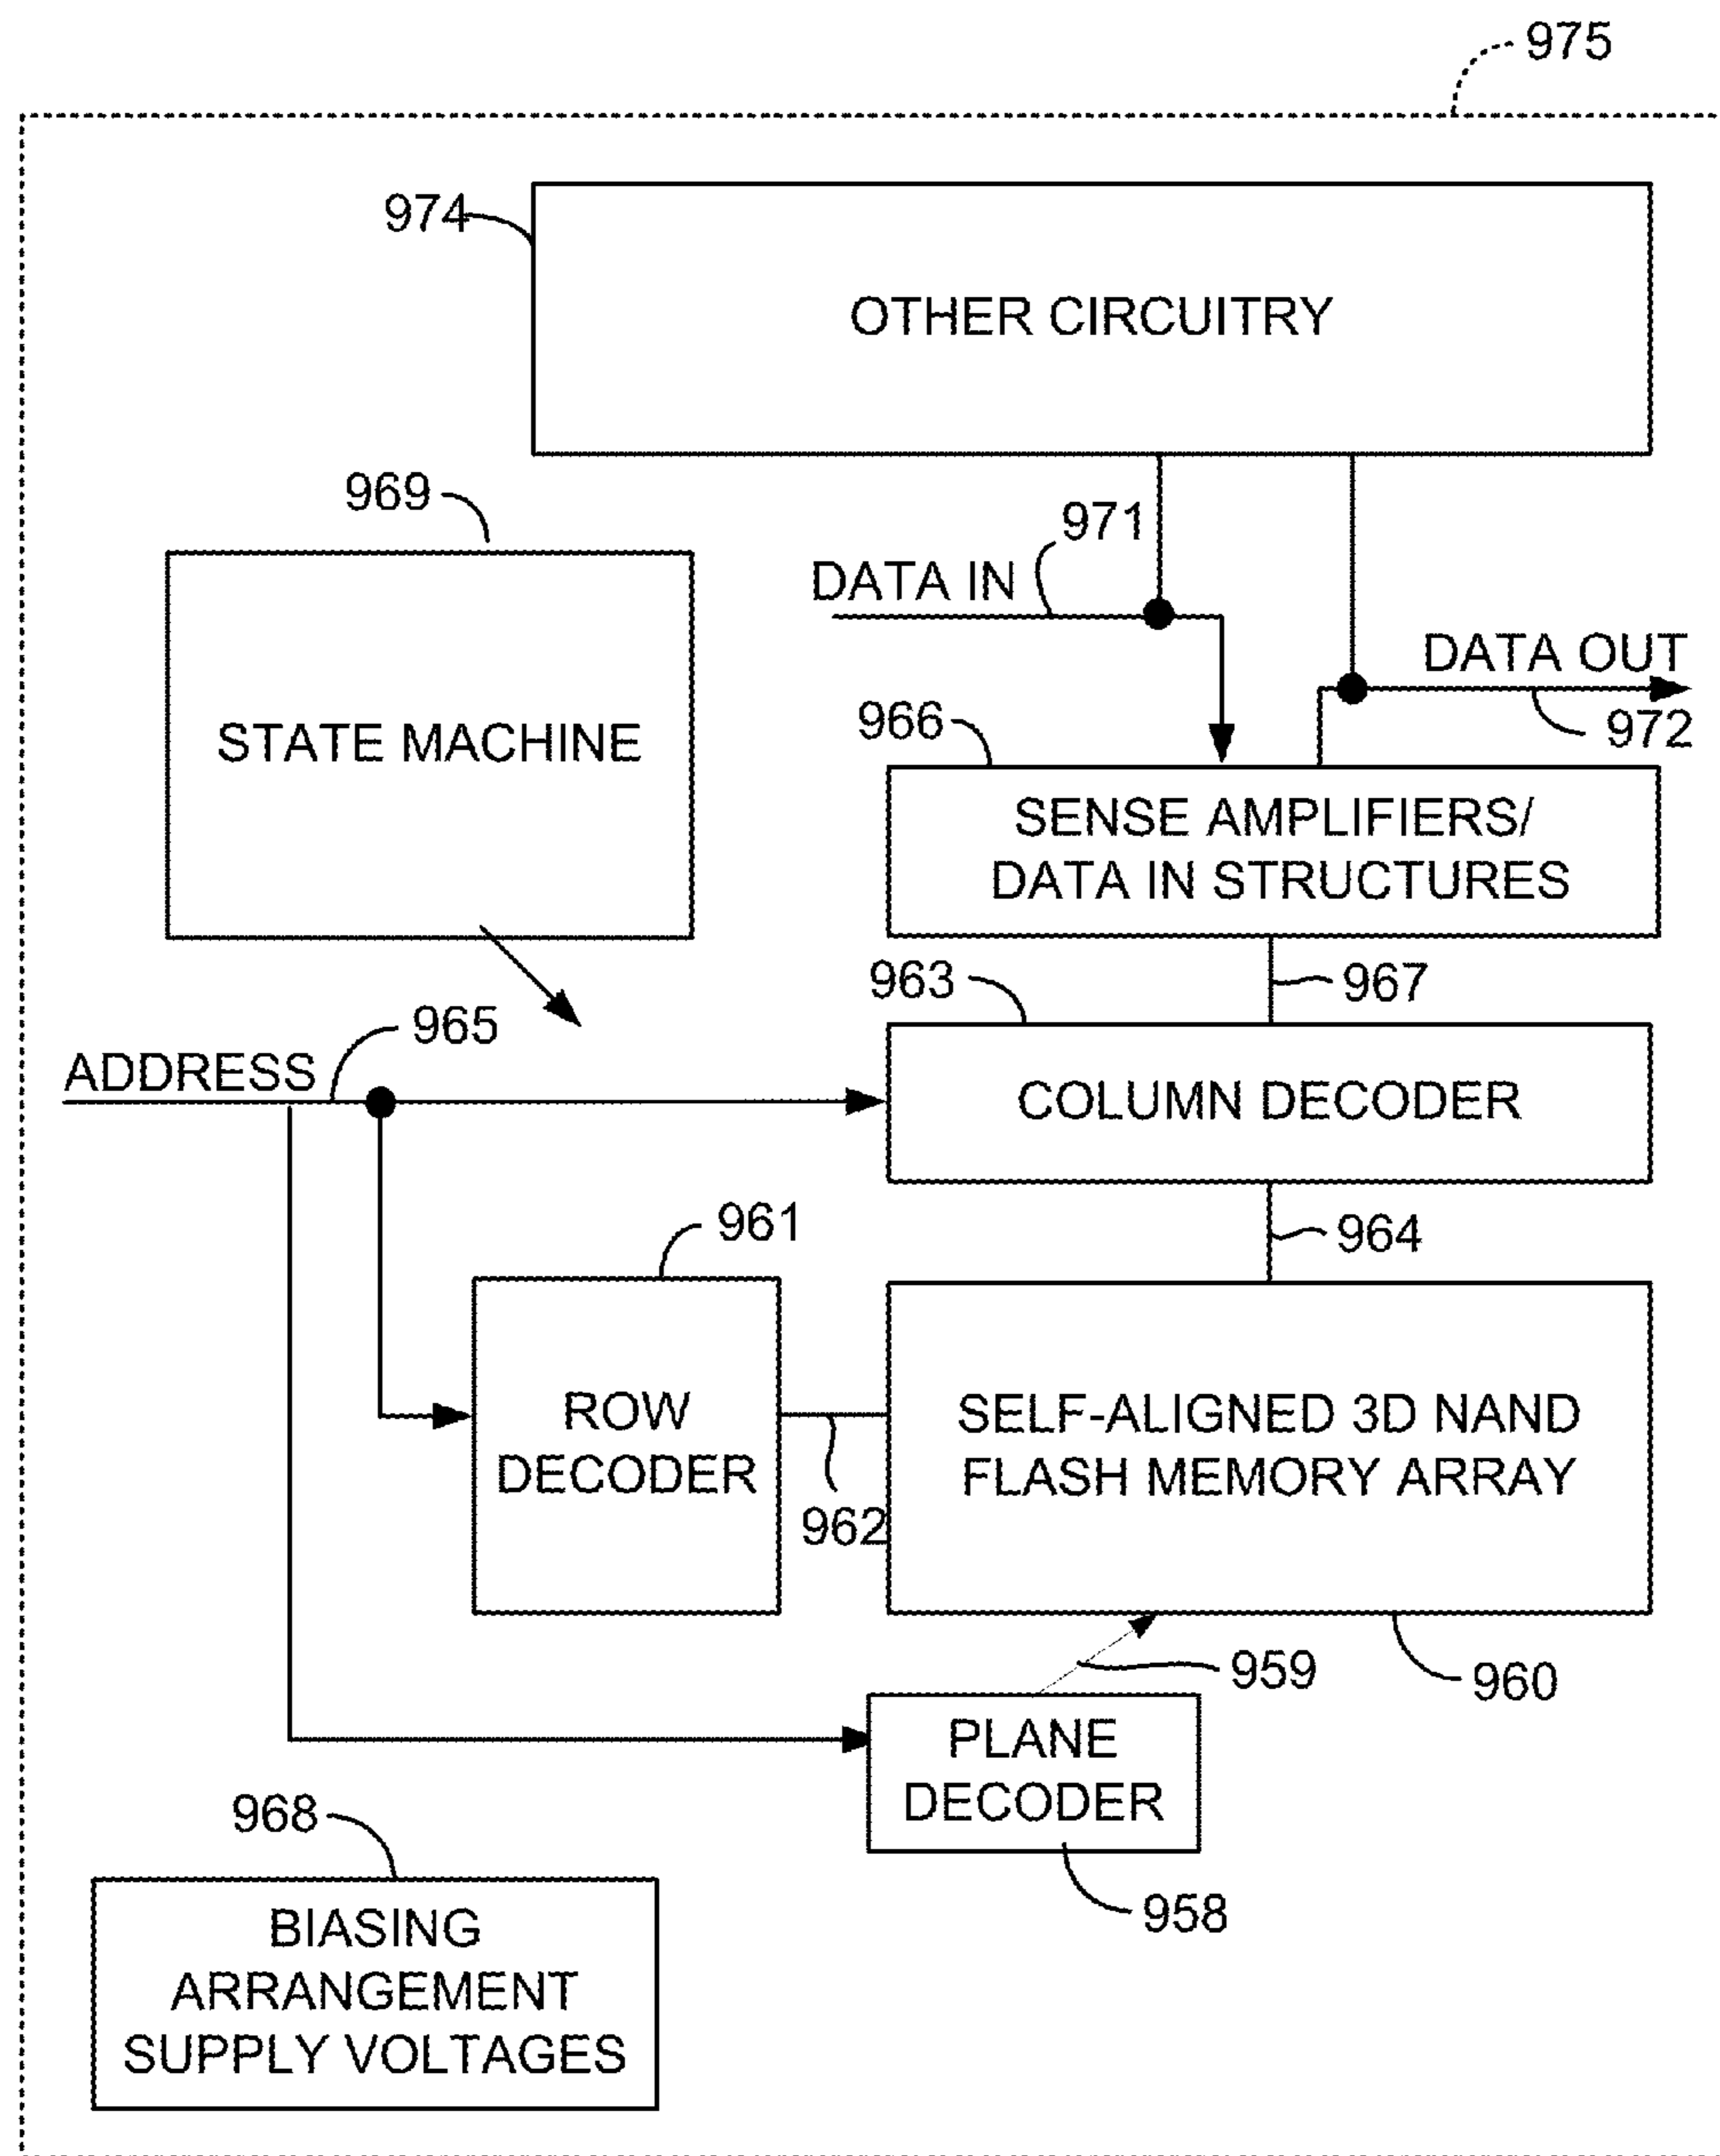 975
974
OTHER CIRCUITRY
969
971
DATA IN
DATA OUT
972
STATE MACHINE
966
SENSE AMPLIFIERS/
DATA IN STRUCTURES
963
967
965
ADDRESS
COLUMN DECODER
961
964
ROW
DECODER
962
SELF-ALIGNED 3D NAND
FLASH MEMORY ARRAY
959
960
PLANE
DECODER
958
968
BIASING
ARRANGEMENT
SUPPLY VOLTAGES